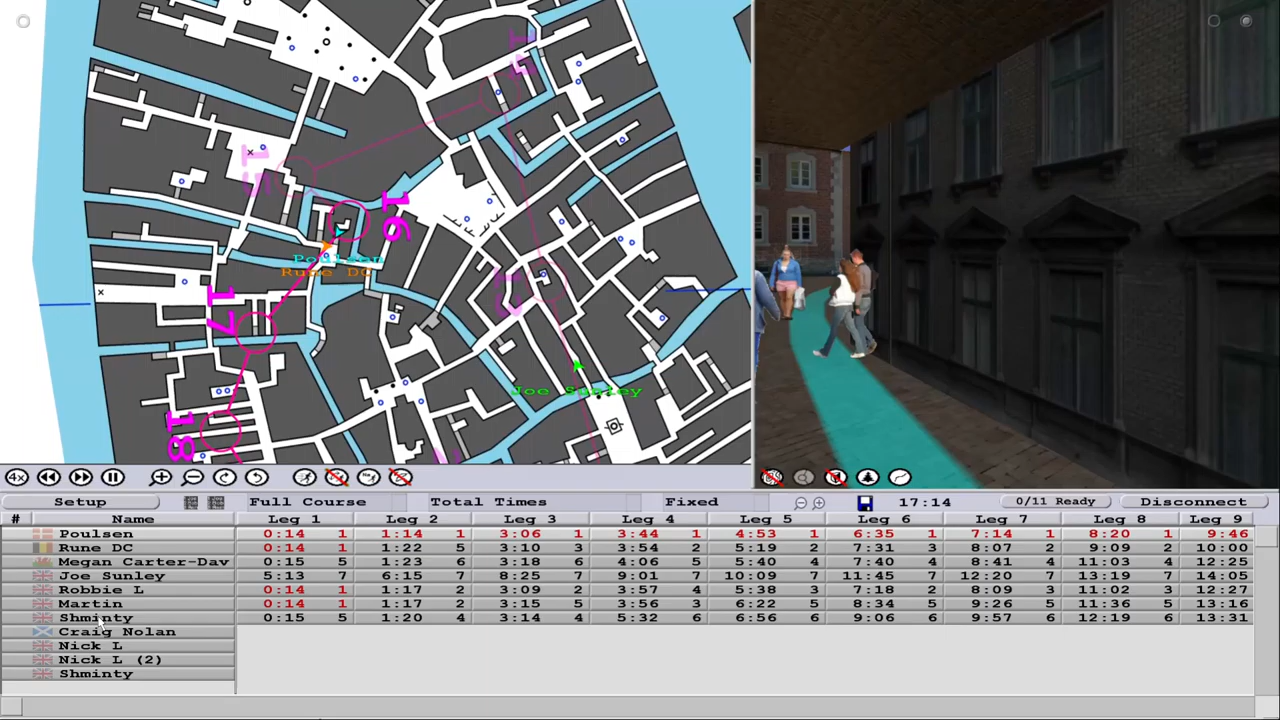 14
15
16
Poulsen
Rune DC
17
13
Joe Sunley
18
4x
Setup Full Course Total Times Fixed 17:14 0/11 Ready Disconnect
# Name Leg 1 Leg 2 Leg 3 Leg 4 Leg 5 Leg 6 Leg 7 Leg 8 Leg 9
Poulsen 0:14 1 1:14 1 3:06 1 3:44 1 4:53 1 6:35 1 7:14 1 8:20 1 9:46
Rune DC 0:14 1 1:22 5 3:10 3 3:54 2 5:19 2 7:31 3 8:07 2 9:09 2 10:00
Megan Carter-Dav 0:15 5 1:23 6 3:18 6 4:06 5 5:40 4 7:40 4 8:41 4 11:03 4 12:25
Joe Sunley 5:13 7 6:15 7 8:25 7 9:01 7 10:09 7 11:45 7 12:20 7 13:19 7 14:05
Robbie L 0:14 1 1:17 2 3:09 2 3:57 4 5:38 3 7:18 2 8:09 3 11:02 3 12:27
Martin 0:14 1 1:17 2 3:15 5 3:56 3 6:22 5 8:34 5 9:26 5 11:36 5 13:16
Shminty 0:15 5 1:20 4 3:14 4 5:32 6 6:56 6 9:06 6 9:57 6 12:19 6 13:31
Craig Nolan
Nick L
Nick L (2)
Shminty